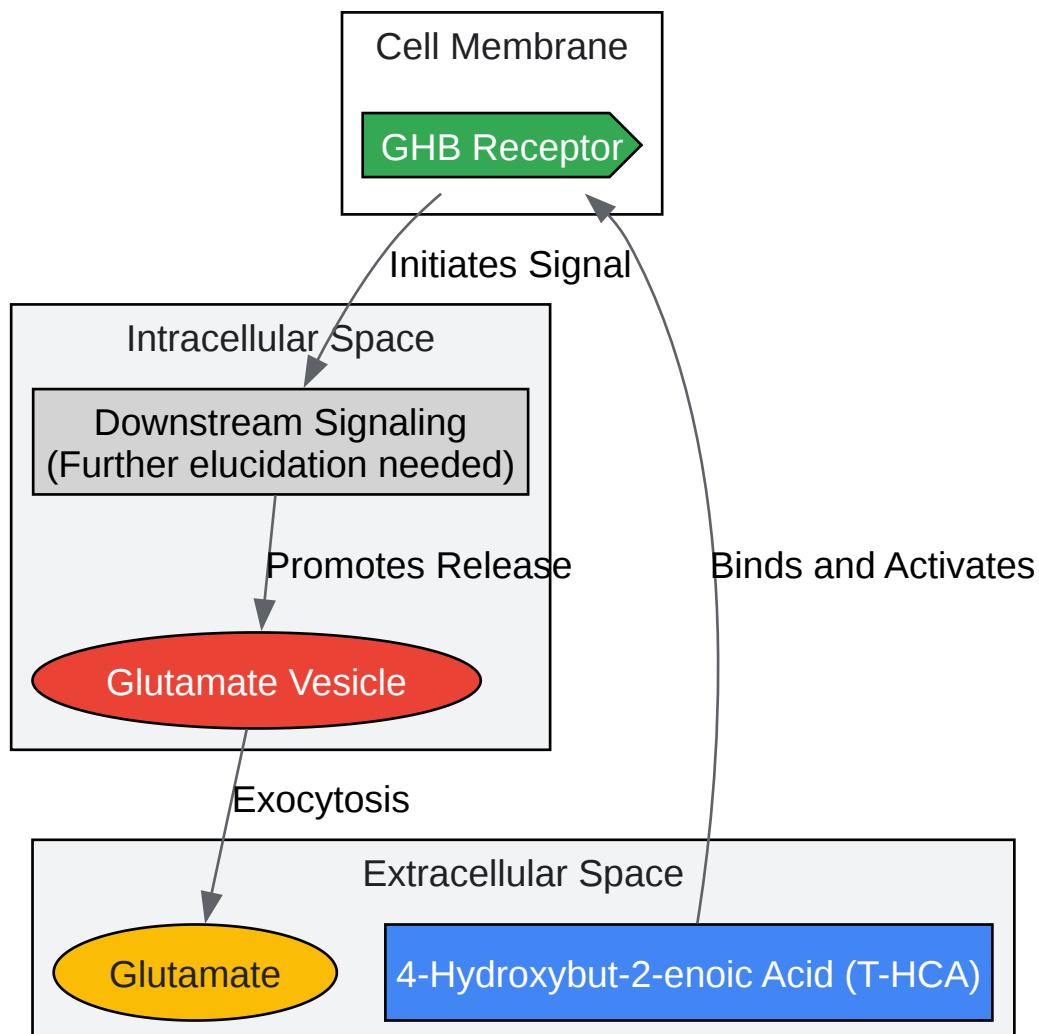 Cell Membrane
GHB Receptor
Initiates Signal
Intracellular Space
Downstream Signaling
(Further elucidation needed)
Promotes Release
Binds and Activates
Glutamate Vesicle
Exocytosis
Extracellular Space
Glutamate
4-Hydroxybut-2-enoic Acid (T-HCA)